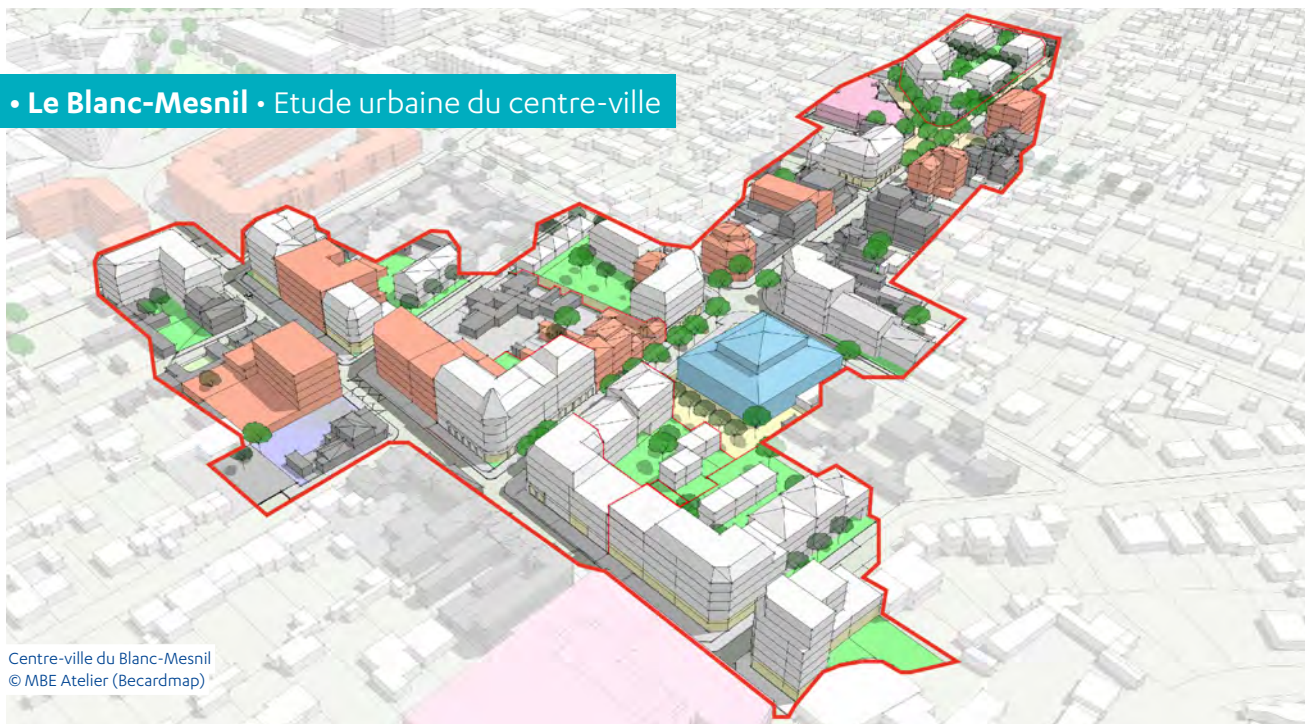 • Le Blanc-Mesnil • Etude urbaine du centre-ville
Centre-ville du Blanc-Mesnil
© MBE Atelier (Becardmap)